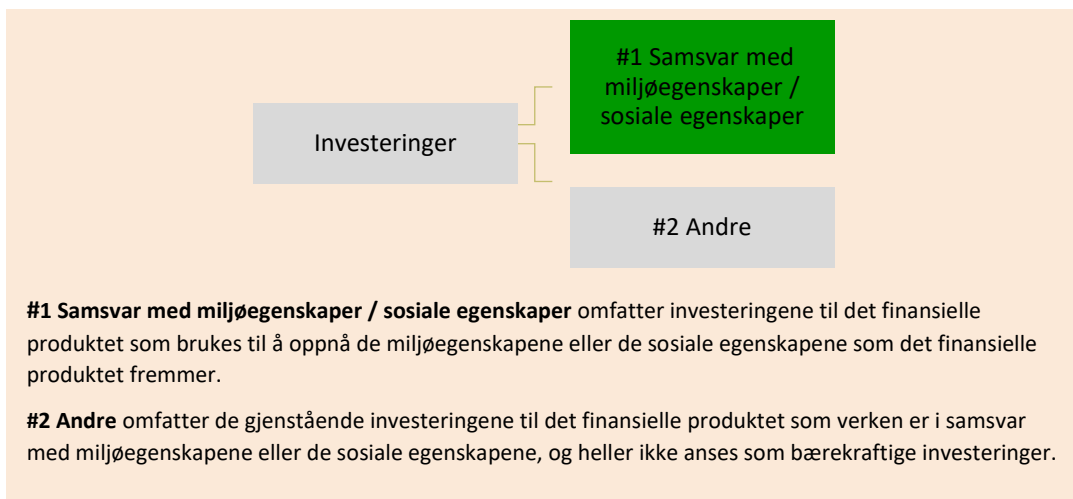 #1 Samsvar med
miljøegenskaper /
sosiale egenskaper
Investeringer
#2 Andre
#1 Samsvar med miljøegenskaper / sosiale egenskaper omfatter investeringene til det finansielle
produktet som brukes til å oppnå de miljøegenskapene eller de sosiale egenskapene som det finansielle
produktet fremmer.
#2 Andre omfatter de gjenstående investeringene til det finansielle produktet som verken er i samsvar
med miljøegenskapene eller de sosiale egenskapene, og heller ikke anses som bærekraftige investeringer.